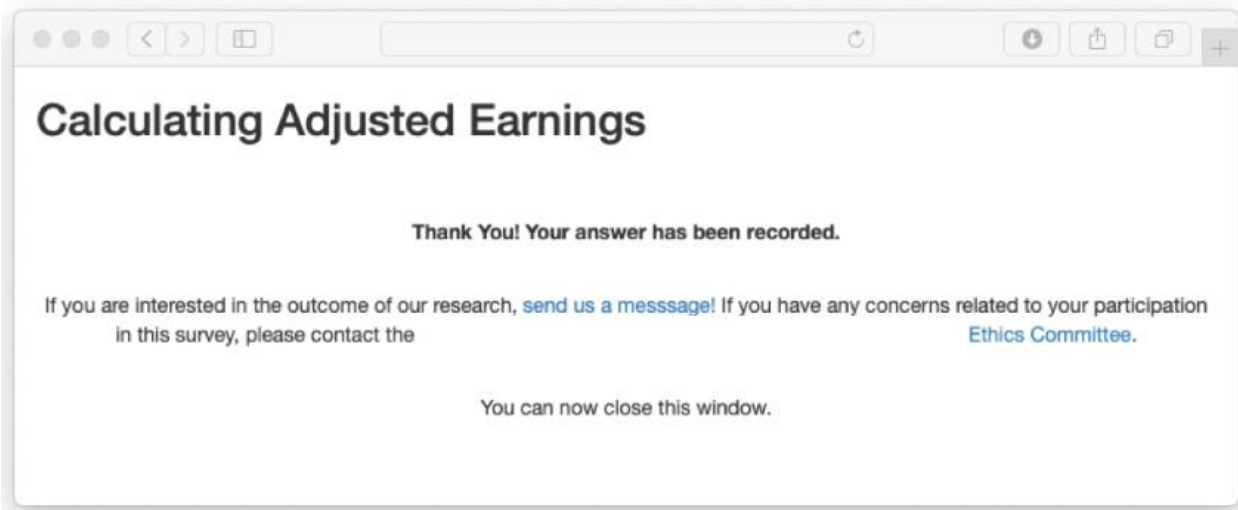 Calculating Adjusted Earnings
Thank You! Your answer has been recorded.
If you are interested in the outcome of our research, send us a messsage! If you have any concerns related to your participation
in this survey, please contact the Ethics Committee.
You can now close this window.